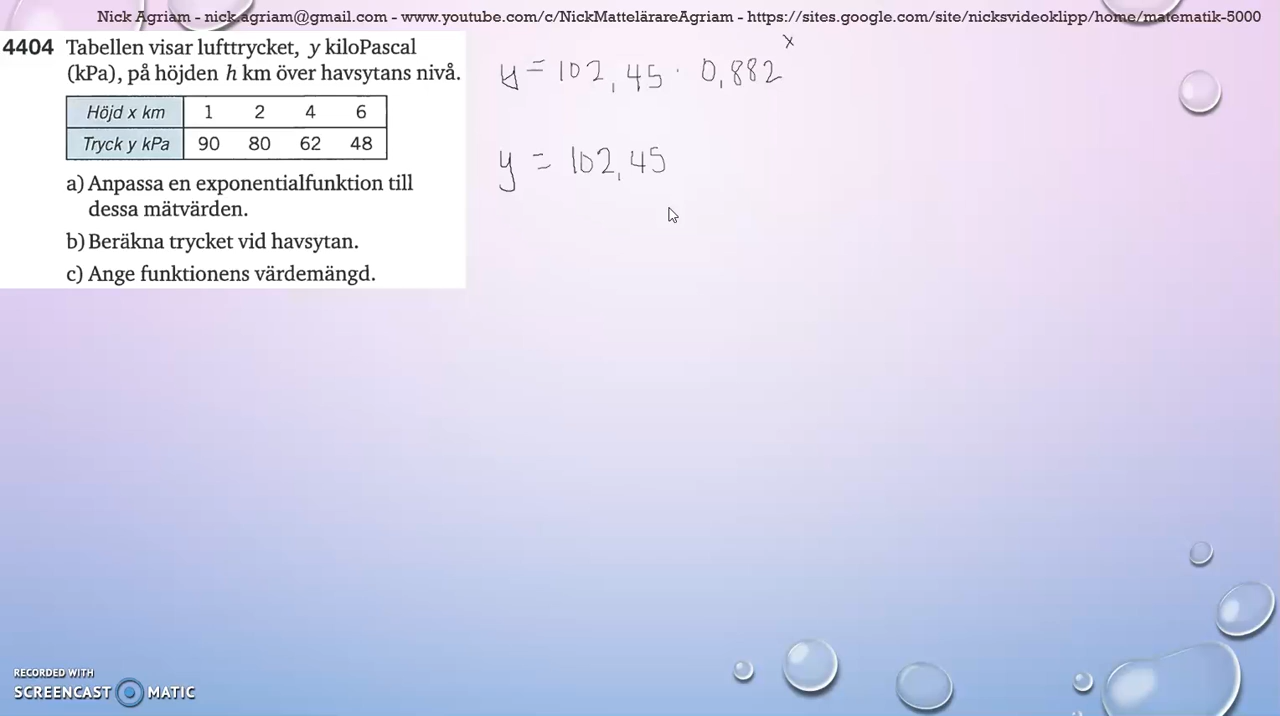 Nick Agriam - nick.agriam@gmail.com - www.youtube.com/c/NickMattelärareAgriam - https://sites.google.com/site/nicksvideoklipp/home/matematik-5000
4404 Tabellen visar lufttrycket, y kiloPascal
(kPa), på höjden h km över havsytans nivå.
Höjd x km 1 2 4 6
Tryck y kPa 90 80 62 48
a) Anpassa en exponentialfunktion till
dessa mätvärden.
b) Beräkna trycket vid havsytan.
c) Ange funktionens värdemängd.
y = 102,45 · 0,882^x
y = 102,45
RECORDED WITH
SCREENCAST MATIC